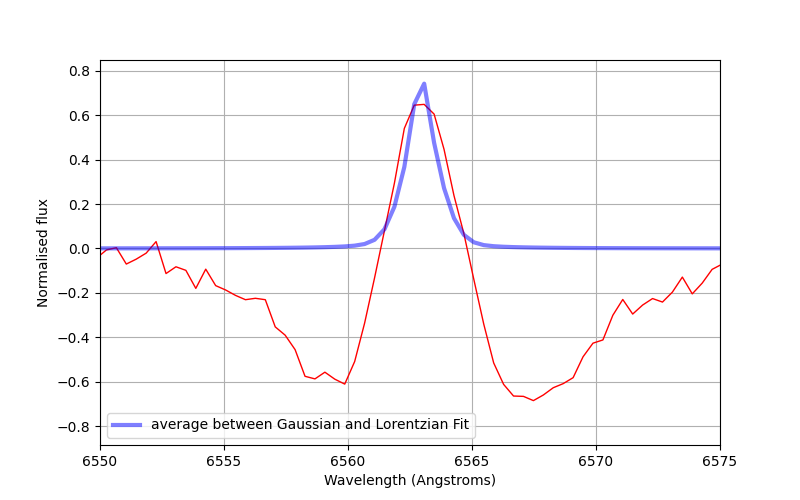 0.8
0.6
0.4
0.2
0.0
−0.2
−0.4
−0.6
−0.8
Normalised flux
average between Gaussian and Lorentzian Fit
6550 6555 6560 6565 6570 6575
Wavelength (Angstroms)